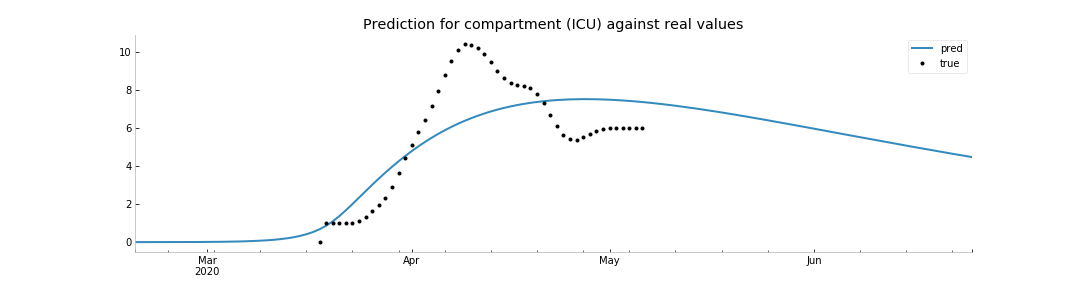 Prediction for compartment (ICU) against real values
pred
true
10
8
6
4
2
0
Mar
2020
Apr
May
Jun